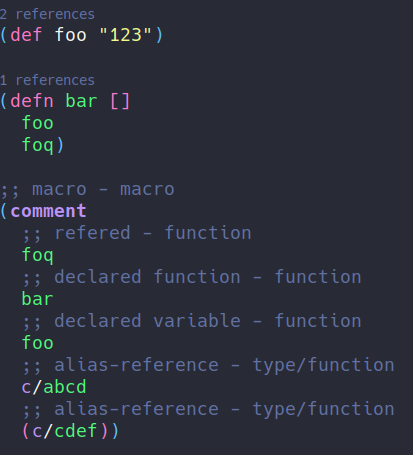 2 references
(def foo "123")
1 references
(defn bar []
foo
foq)
;; macro - macro
(comment
;; refered - function
foq
;; declared function - function
bar
;; declared variable - function
foo
;; alias-reference - type/function
c/abcd
;; alias-reference - type/function
(c/cdef))